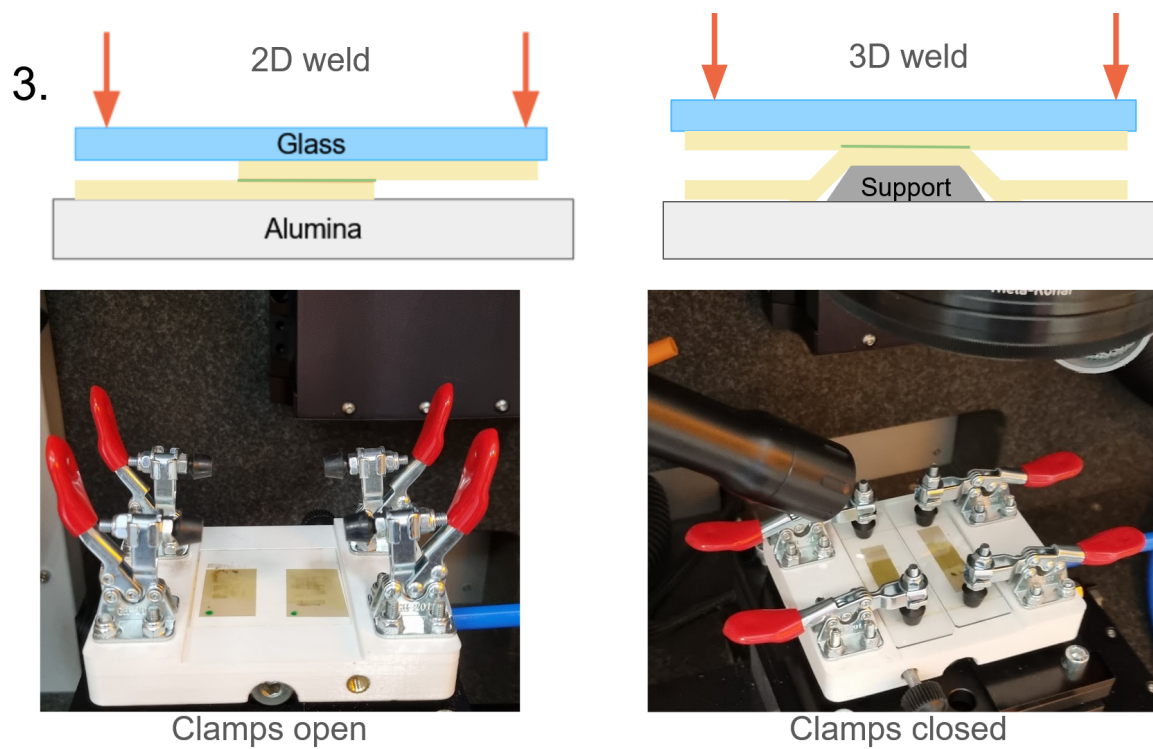 3.
2D weld
3D weld
Glass
Support
Alumina
Clamps open
Clamps closed